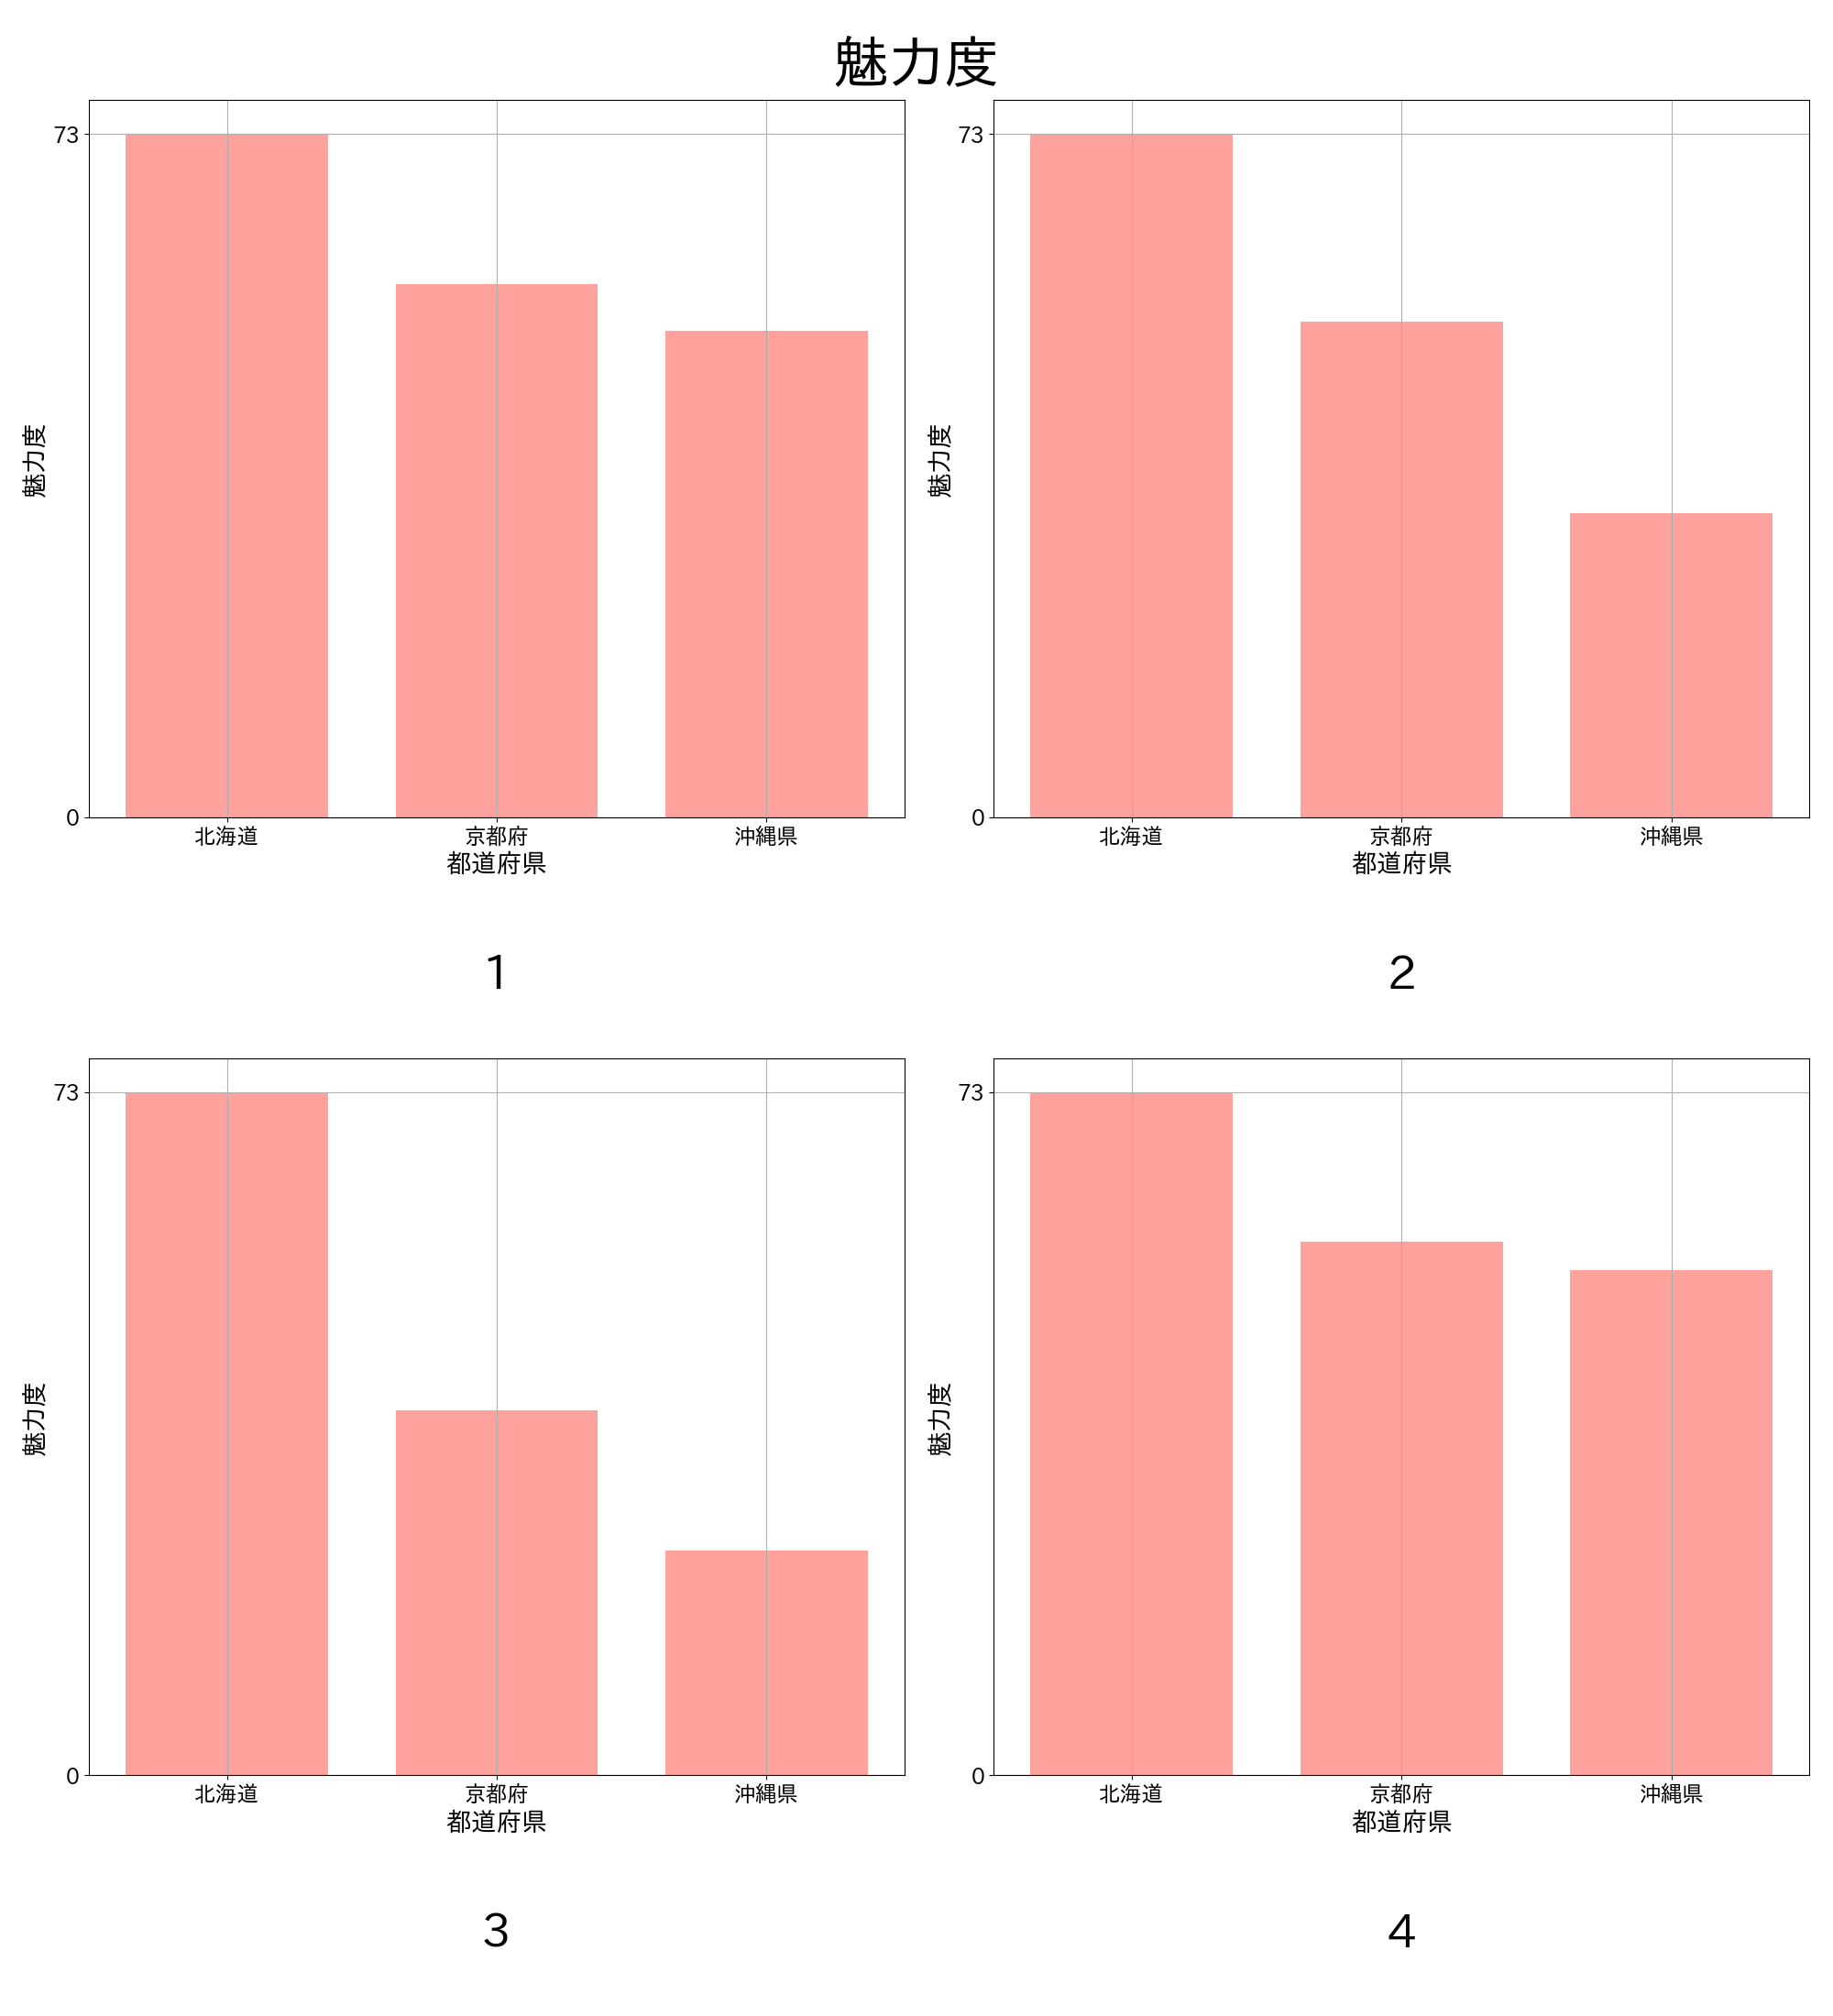 魅力度
73
魅力度
0
北海道 京都府 沖縄県
都道府県
1
73
魅力度
0
北海道 京都府 沖縄県
都道府県
2
73
魅力度
0
北海道 京都府 沖縄県
都道府県
3
73
魅力度
0
北海道 京都府 沖縄県
都道府県
4